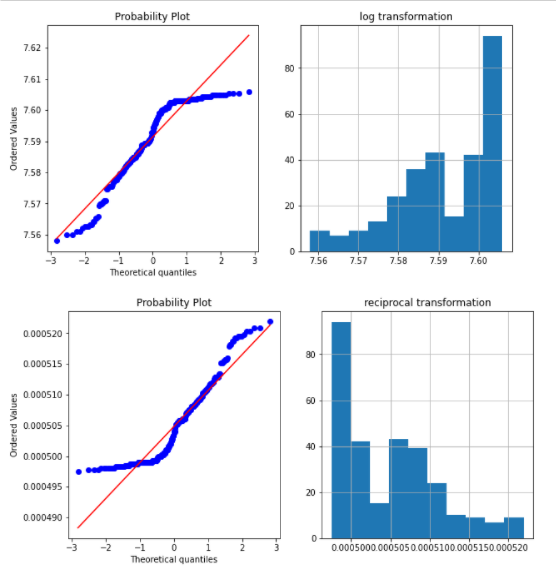 Probability Plot
log transformation
7.62
7.61
7.60
7.59
7.58
7.57
7.56
Ordered Values
−3 −2 −1 0 1 2 3
Theoretical quantiles
80
60
40
20
0
7.56 7.57 7.58 7.59 7.60
Probability Plot
reciprocal transformation
0.000520
0.000515
0.000510
0.000505
0.000500
0.000495
0.000490
Ordered Values
−3 −2 −1 0 1 2 3
Theoretical quantiles
80
60
40
20
0
0.0005000.0005050.0005100.0005150.000520